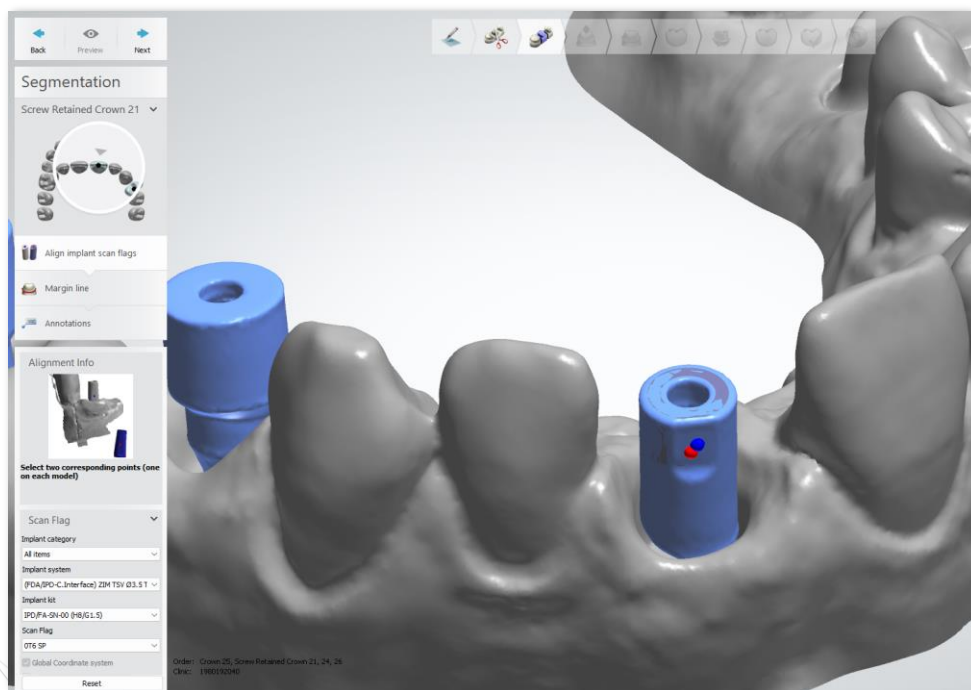 Back
Preview
Next
Segmentation
Screw Retained Crown 21
Align implant scan flags
Margin line
Annotations
Alignment Info
Select two corresponding points (one
on each model)
Scan Flag
Implant category
All items
Implant system
(FDA/IPD-C.Interface) ZIM TSV Ø3.5 T
Implant kit
IPD/FA-SN-00 (H8/G1.5)
Scan Flag
0T6 SP
Global Coordinate system
Reset
Order: Crown 25, Screw Retained Crown 21, 24, 26
Clinic: 1980192040